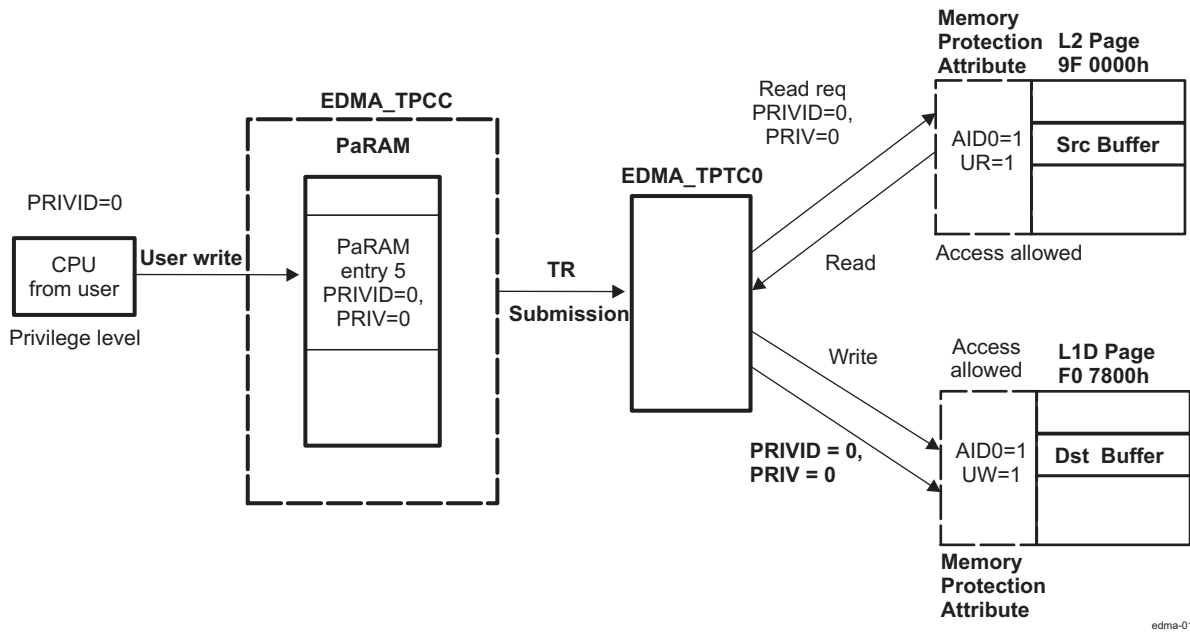 PRIVID=0
CPU
from user
Privilege level
User write
EDMA_TPCC
PaRAM
PaRAM
entry 5
PRIVID=0,
PRIV=0
TR
Submission
EDMA_TPTC0
Read req
PRIVID=0,
PRIV=0
Read
Memory
Protection
Attribute
L2 Page
9F 0000h
AID0=1
UR=1
Src Buffer
Access allowed
Write
PRIVID = 0,
PRIV = 0
Access
allowed
L1D Page
F0 7800h
AID0=1
UW=1
Dst Buffer
Memory
Protection
Attribute